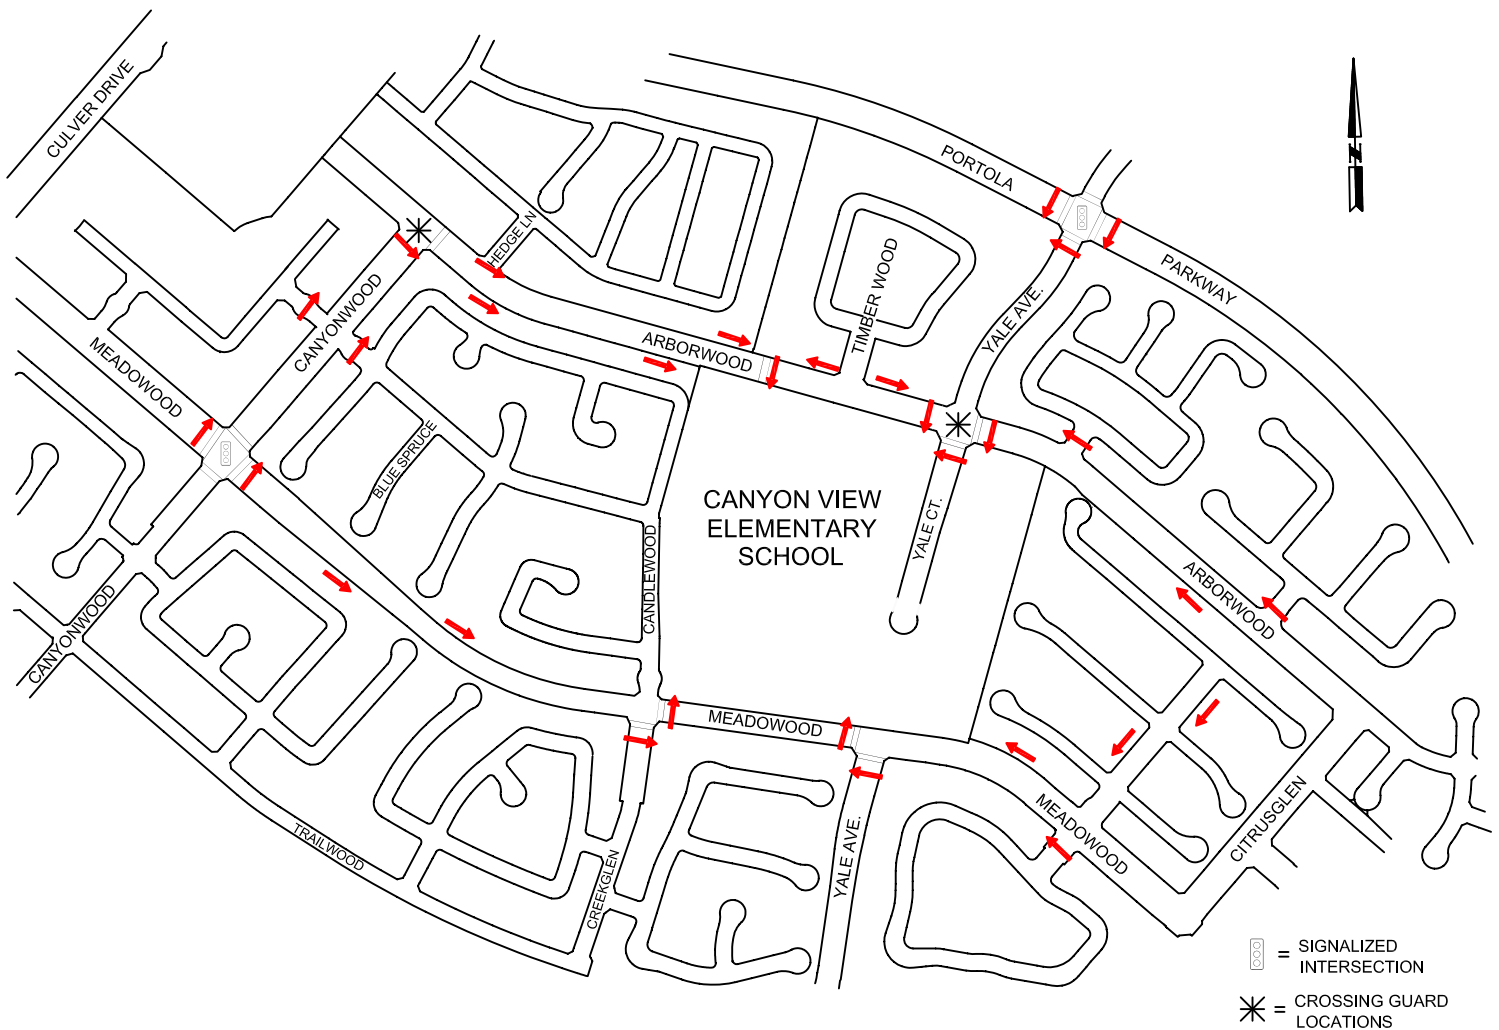 CULVER DRIVE
PORTOLA
N
HEDGE LN
TIMBER WOOD
PARKWAY
CANYONWOOD
YALE AVE.
MEADOWOOD
ARBORWOOD
BLUE SPRUCE
CANYON VIEW
ELEMENTARY
SCHOOL
YALE CT.
CANDLEWOOD
ARBORWOOD
CANYONWOOD
MEADOWOOD
MEADOWOOD
CITRUSGLEN
TRAILWOOD
YALE AVE.
CREEKGLEN
= SIGNALIZED
INTERSECTION
= CROSSING GUARD
LOCATIONS